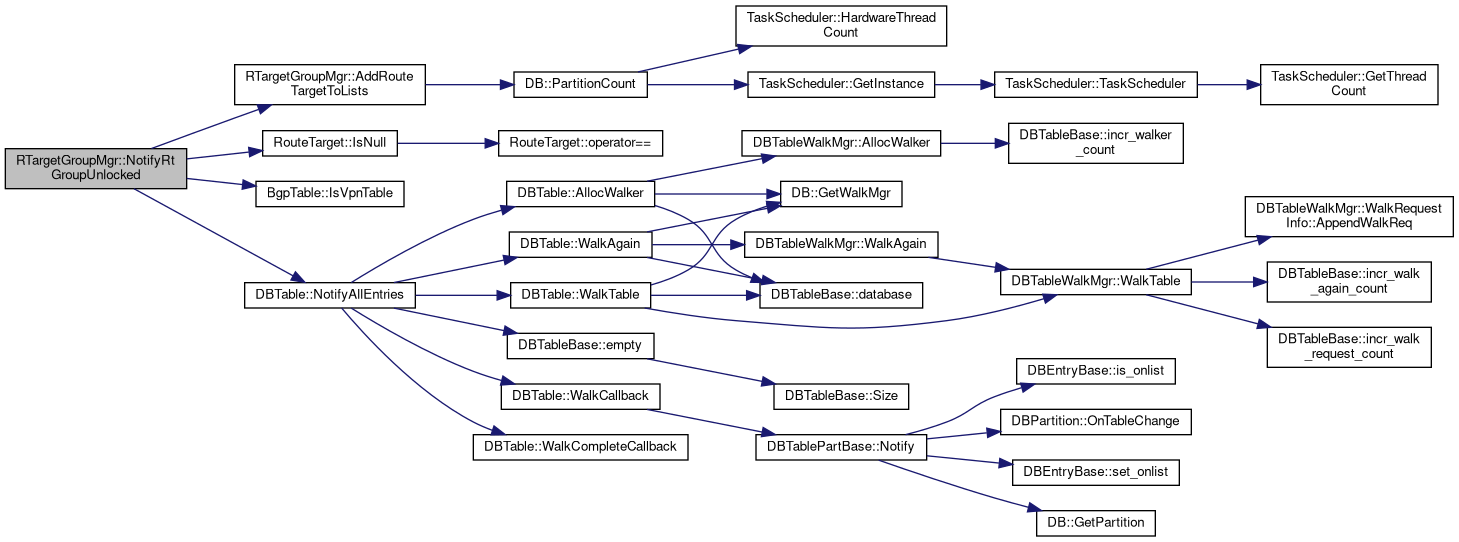 TaskScheduler::HardwareThread
Count
RTargetGroupMgr::AddRoute
TargetToLists
DB::PartitionCount
TaskScheduler::GetInstance
TaskScheduler::TaskScheduler
TaskScheduler::GetThread
Count
RTargetGroupMgr::NotifyRt
GroupUnlocked
RouteTarget::IsNull
RouteTarget::operator==
DBTableWalkMgr::AllocWalker
DBTableBase::incr_walker
_count
BgpTable::IsVpnTable
DBTable::AllocWalker
DB::GetWalkMgr
DBTable::WalkAgain
DBTableWalkMgr::WalkAgain
DBTableWalkMgr::WalkRequest
Info::AppendWalkReq
DBTable::NotifyAllEntries
DBTable::WalkTable
DBTableBase::database
DBTableWalkMgr::WalkTable
DBTableBase::incr_walk
_again_count
DBTableBase::empty
DBTableBase::incr_walk
_request_count
DBTable::WalkCallback
DBTableBase::Size
DBEntryBase::is_onlist
DBTable::WalkCompleteCallback
DBTablePartBase::Notify
DBPartition::OnTableChange
DBEntryBase::set_onlist
DB::GetPartition